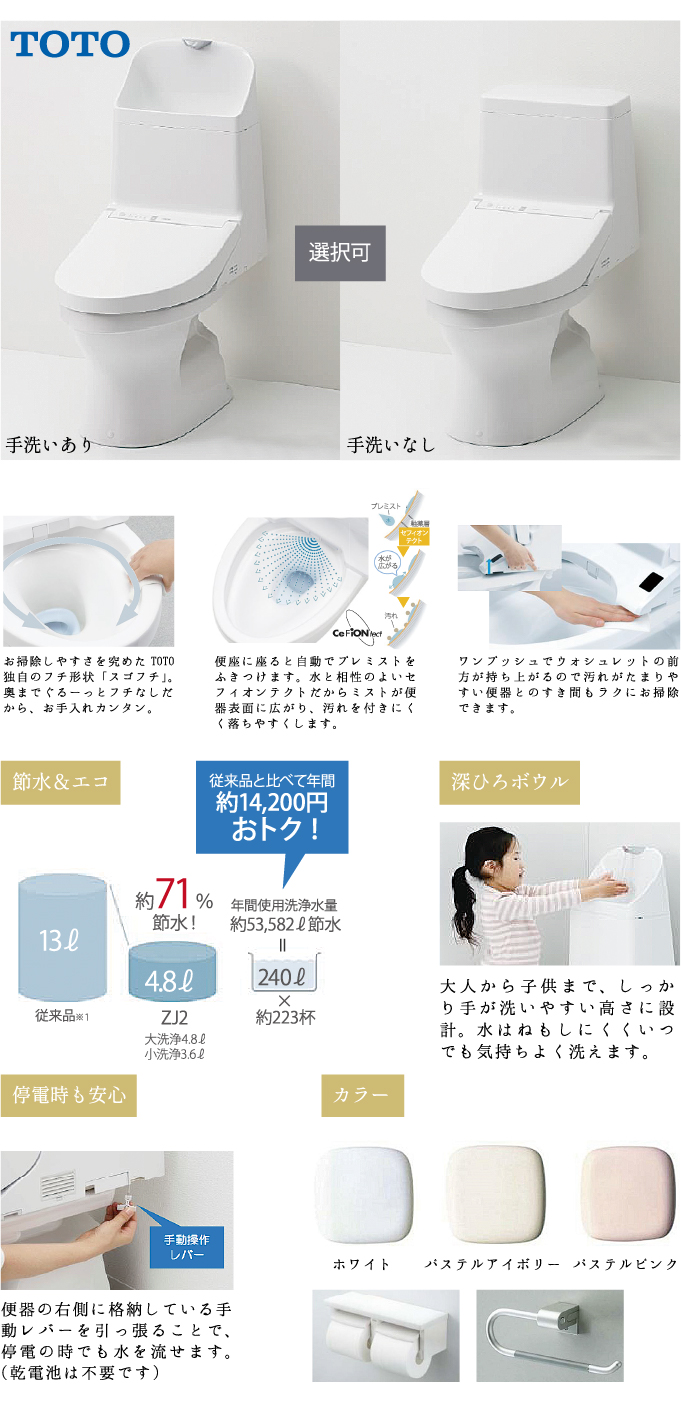 TOTO
選択可
手洗いあり
手洗いなし
プレミスト
釉薬層
セフィオン
テクト
水が
広がる
汚れ
CeFiONtect
お掃除しやすさを究めた TOTO
独自のフチ形状「スゴフチ」。
奥までぐるーっとフチなしだ
から、お手入れカンタン。
便座に座ると自動でプレミストを
ふきつけます。水と相性のよいセ
フィオンテクトだからミストが便
器表面に広がり、汚れを付きにく
く落ちやすくします。
ワンプッシュでウォシュレットの前
方が持ち上がるので汚れがたまりや
すい便器とのすき間もラクにお掃除
できます。
節水&エコ
従来品と比べて年間
約14,200円
おトク！
13ℓ
従来品※1
約71%
節水！
4.8ℓ
ZJ2
大洗浄4.8ℓ
小洗浄3.6ℓ
年間使用洗浄水量
約53,582ℓ節水
=
240ℓ
×
約223杯
深ひろボウル
大人から子供まで、しっか
り手が洗いやすい高さに設
計。水はねもしにくくいつ
でも気持ちよく洗えます。
停電時も安心
手動操作
レバー
便器の右側に格納している手
動レバーを引っ張ることで、
停電の時でも水を流せます。
（乾電池は不要です）
カラー
ホワイト
パステルアイボリー
パステルピンク